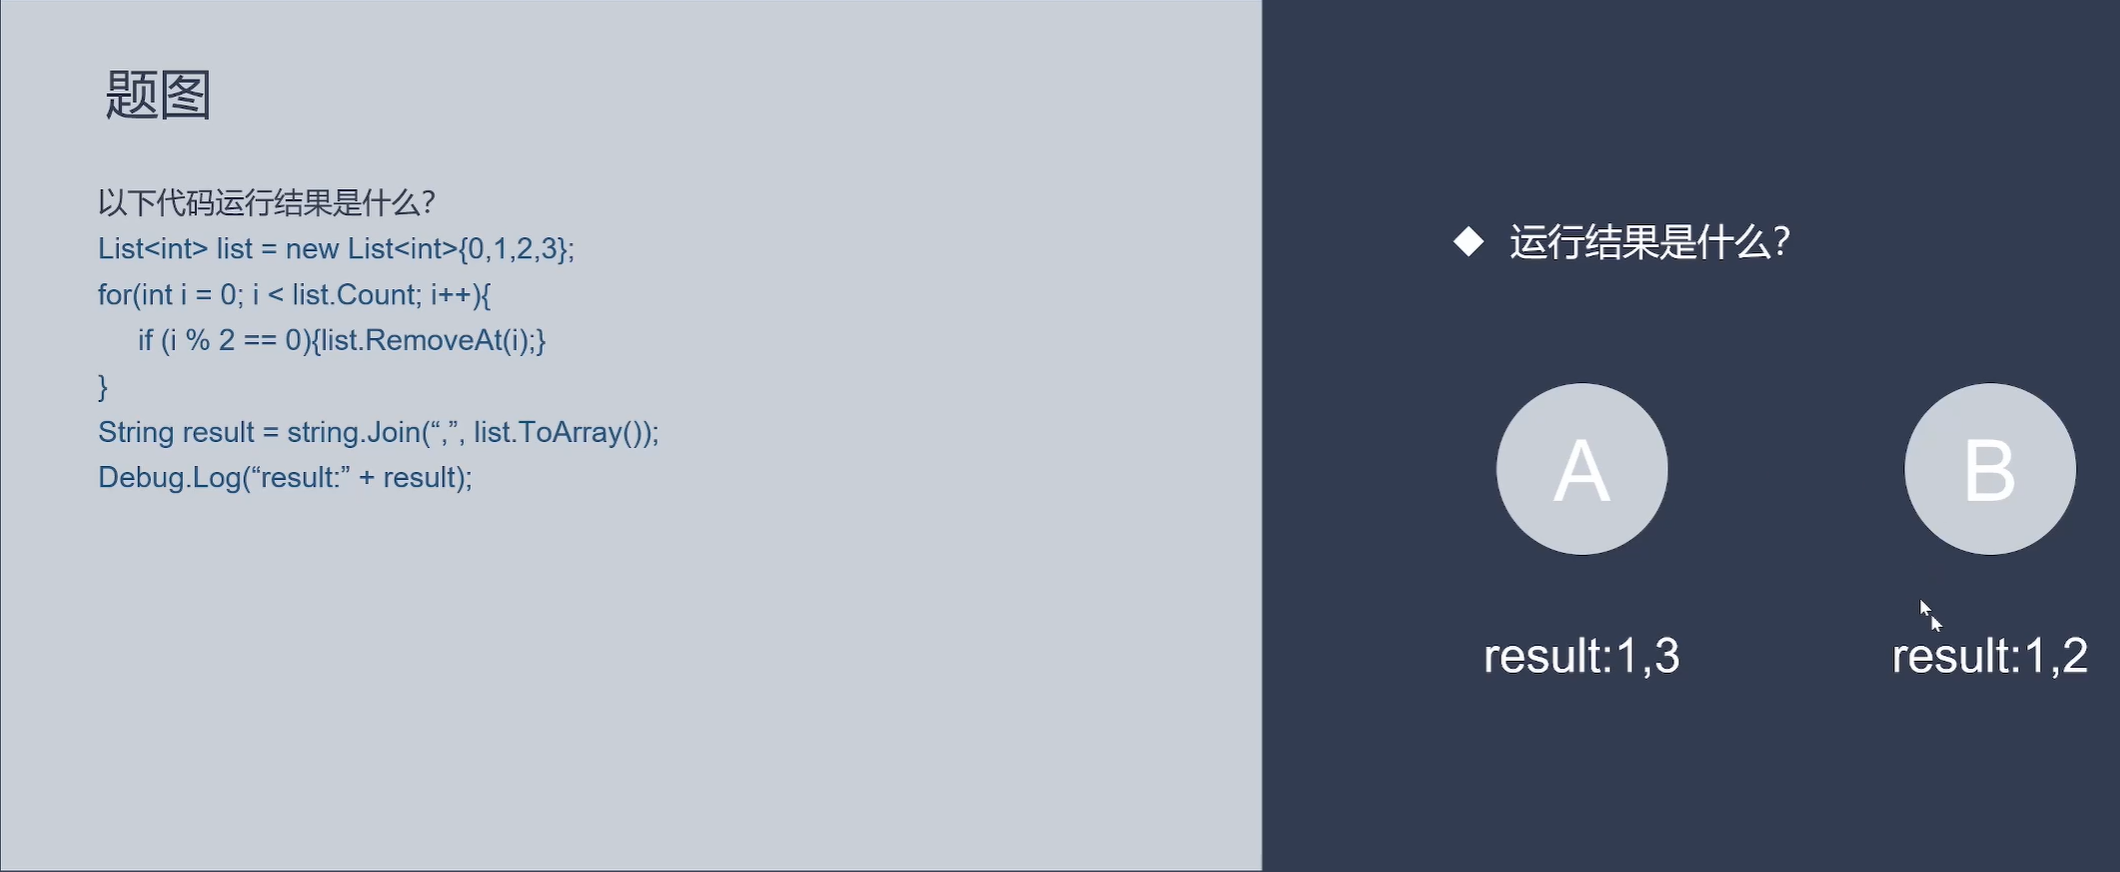 题图
以下代码运行结果是什么？
List<int> list = new List<int>{0,1,2,3};
for(int i = 0; i < list.Count; i++){
if (i % 2 == 0){list.RemoveAt(i);}
}
String result = string.Join(“,”, list.ToArray());
Debug.Log(“result:” + result);
运行结果是什么？
A
B
result:1,3
result:1,2